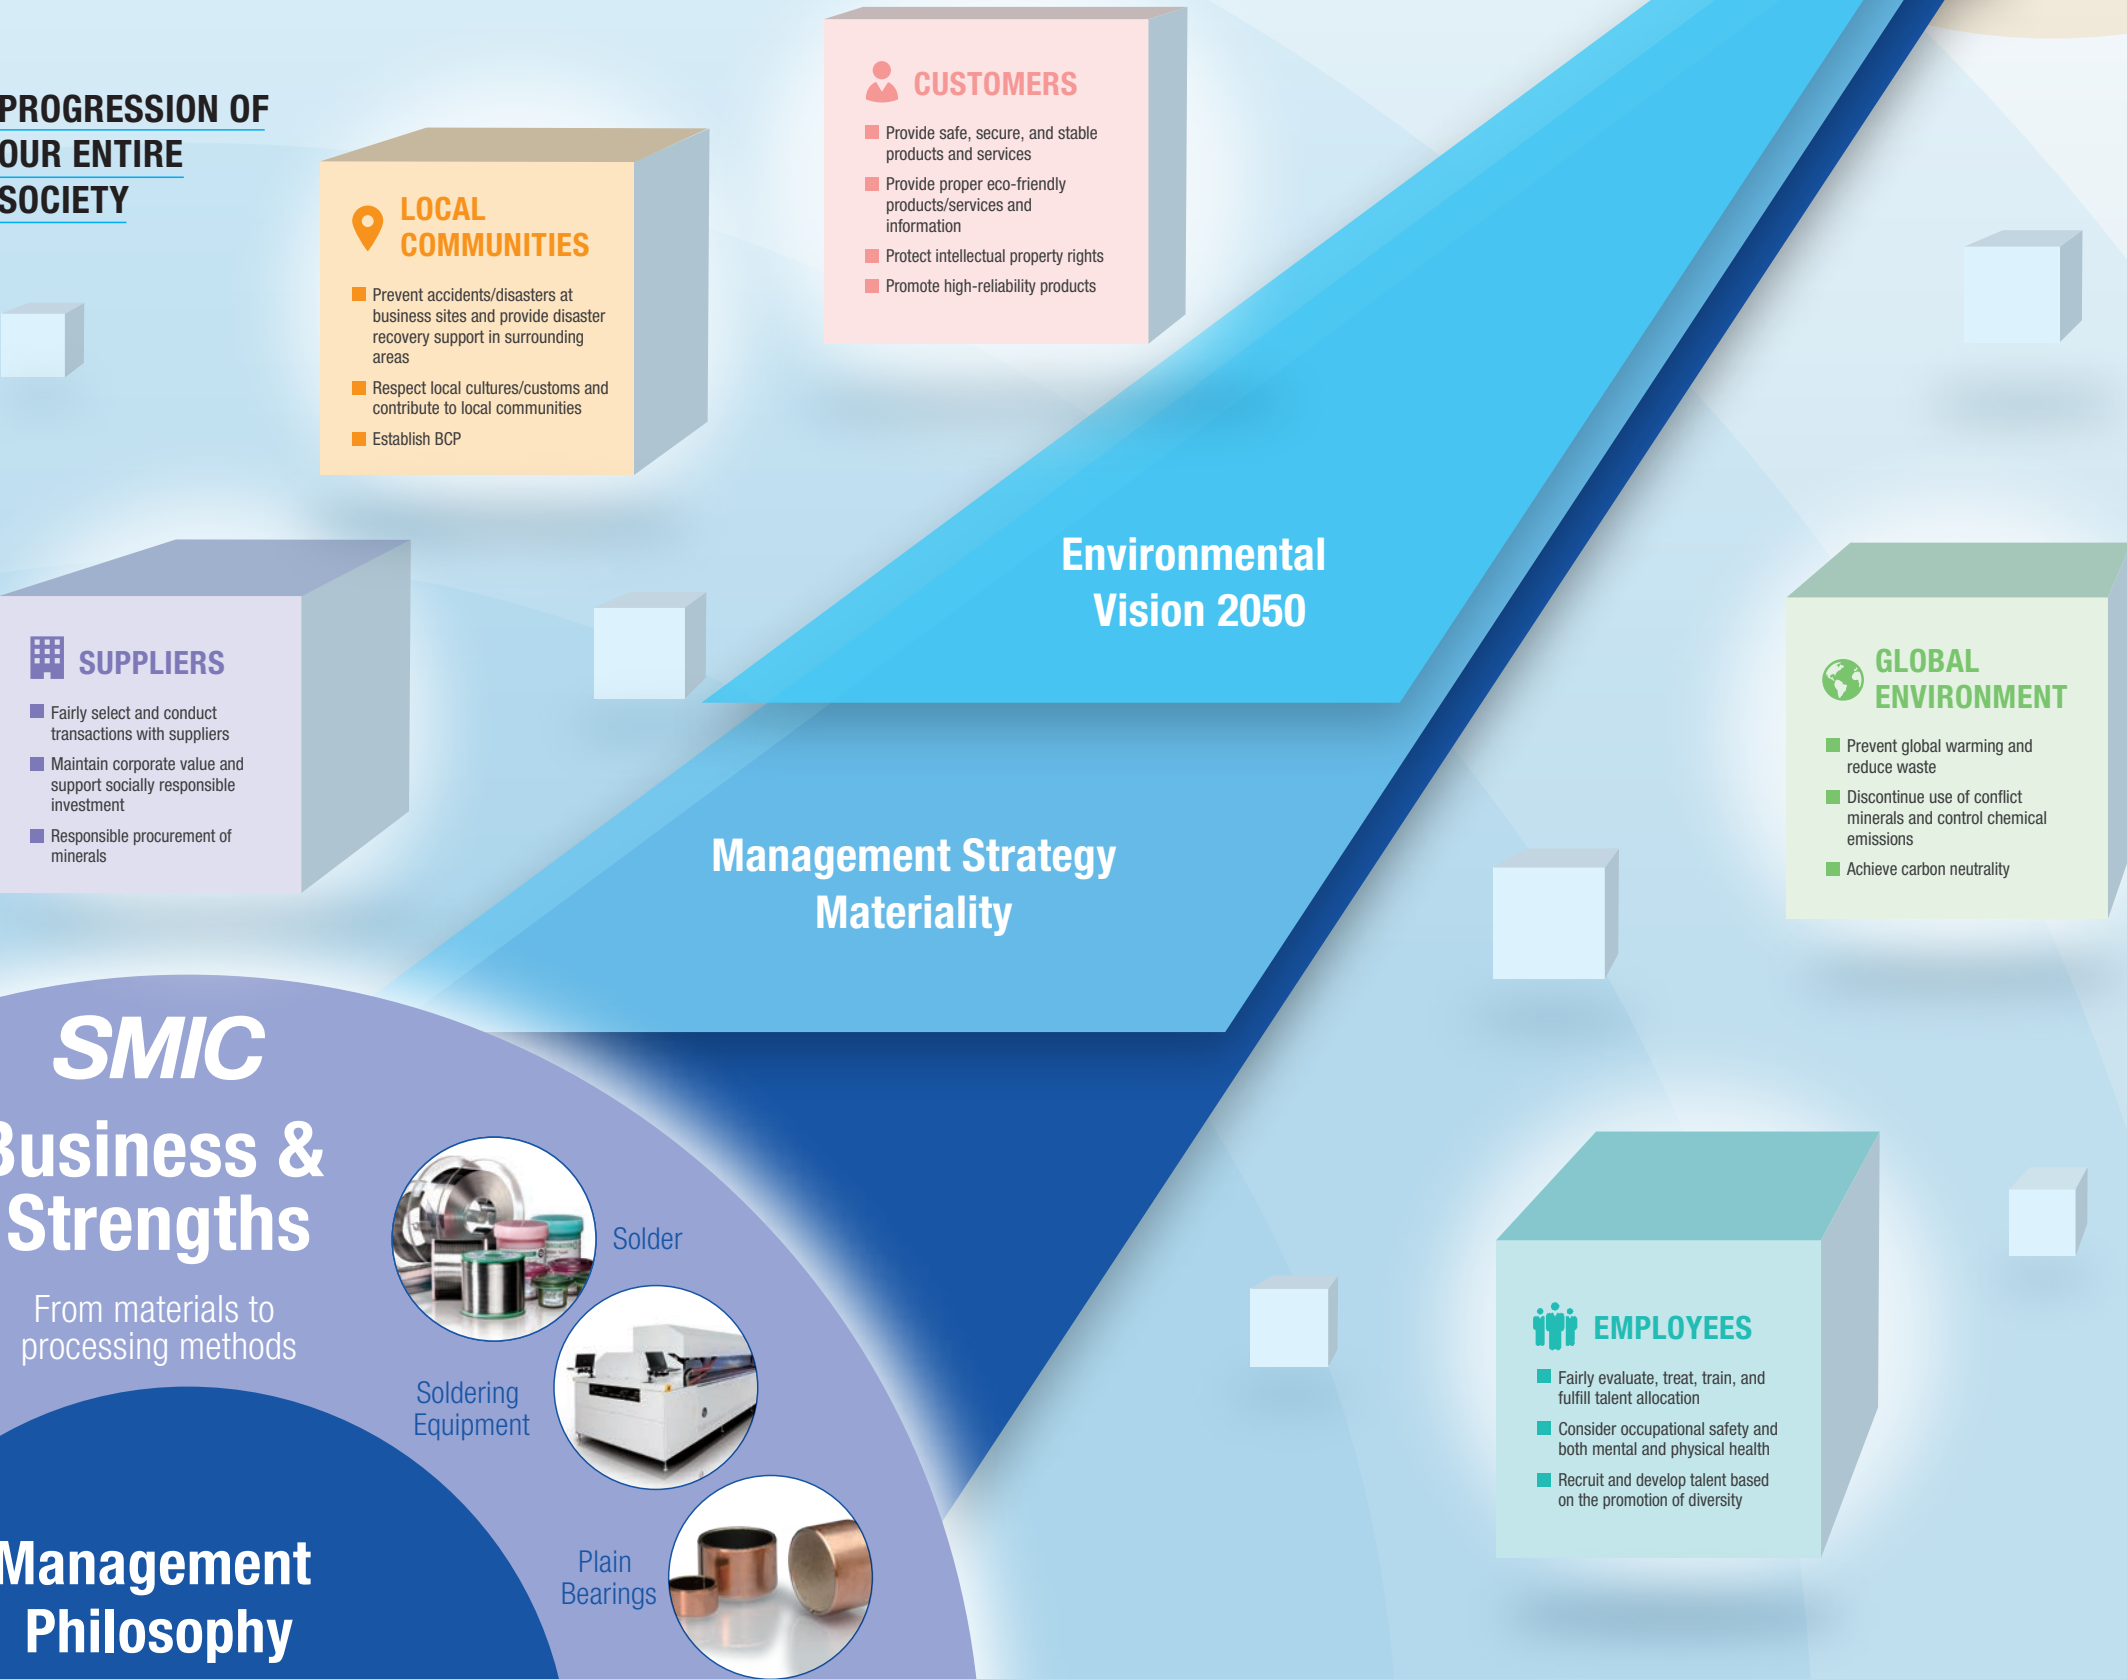 PROGRESSION OF
OUR ENTIRE
SOCIETY
LOCAL
COMMUNITIES
Prevent accidents/disasters at
business sites and provide disaster
recovery support in surrounding
areas
Respect local cultures/customs and
contribute to local communities
Establish BCP
CUSTOMERS
Provide safe, secure, and stable
products and services
Provide proper eco-friendly
products/services and
information
Protect intellectual property rights
Promote high-reliability products
SUPPLIERS
Fairly select and conduct
transactions with suppliers
Maintain corporate value and
support socially responsible
investment
Responsible procurement of
minerals
Environmental
Vision 2050
Management Strategy
Materiality
GLOBAL
ENVIRONMENT
Prevent global warming and
reduce waste
Discontinue use of conflict
minerals and control chemical
emissions
Achieve carbon neutrality
SMIC
Business &
Strengths
From materials to
processing methods
Solder
Soldering
Equipment
Plain
Bearings
Management
Philosophy
EMPLOYEES
Fairly evaluate, treat, train, and
fulfill talent allocation
Consider occupational safety and
both mental and physical health
Recruit and develop talent based
on the promotion of diversity